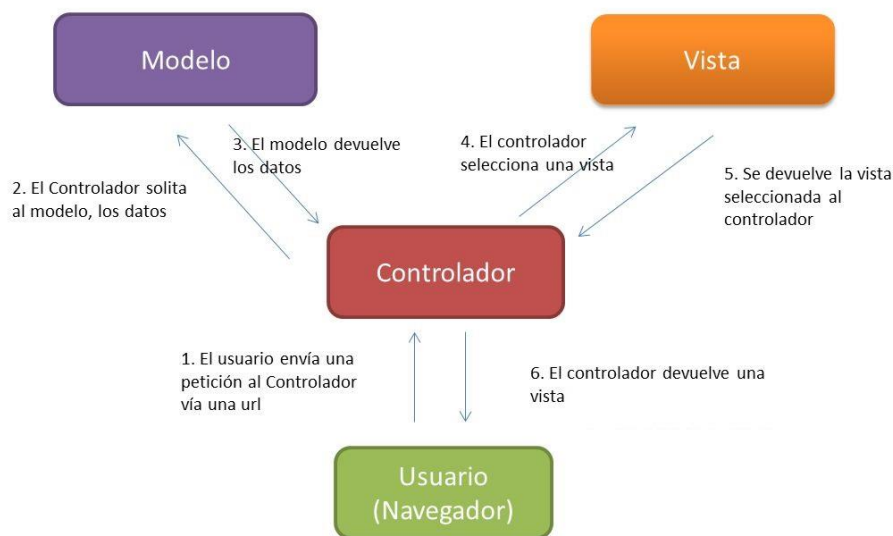 Modelo
Vista
3. El modelo devuelve
los datos
4. El controlador
selecciona una vista
2. El Controlador solita
al modelo, los datos
5. Se devuelve la vista
seleccionada al
controlador
Controlador
1. El usuario envía una
petición al Controlador
vía una url
6. El controlador devuelve una
vista
Usuario
(Navegador)